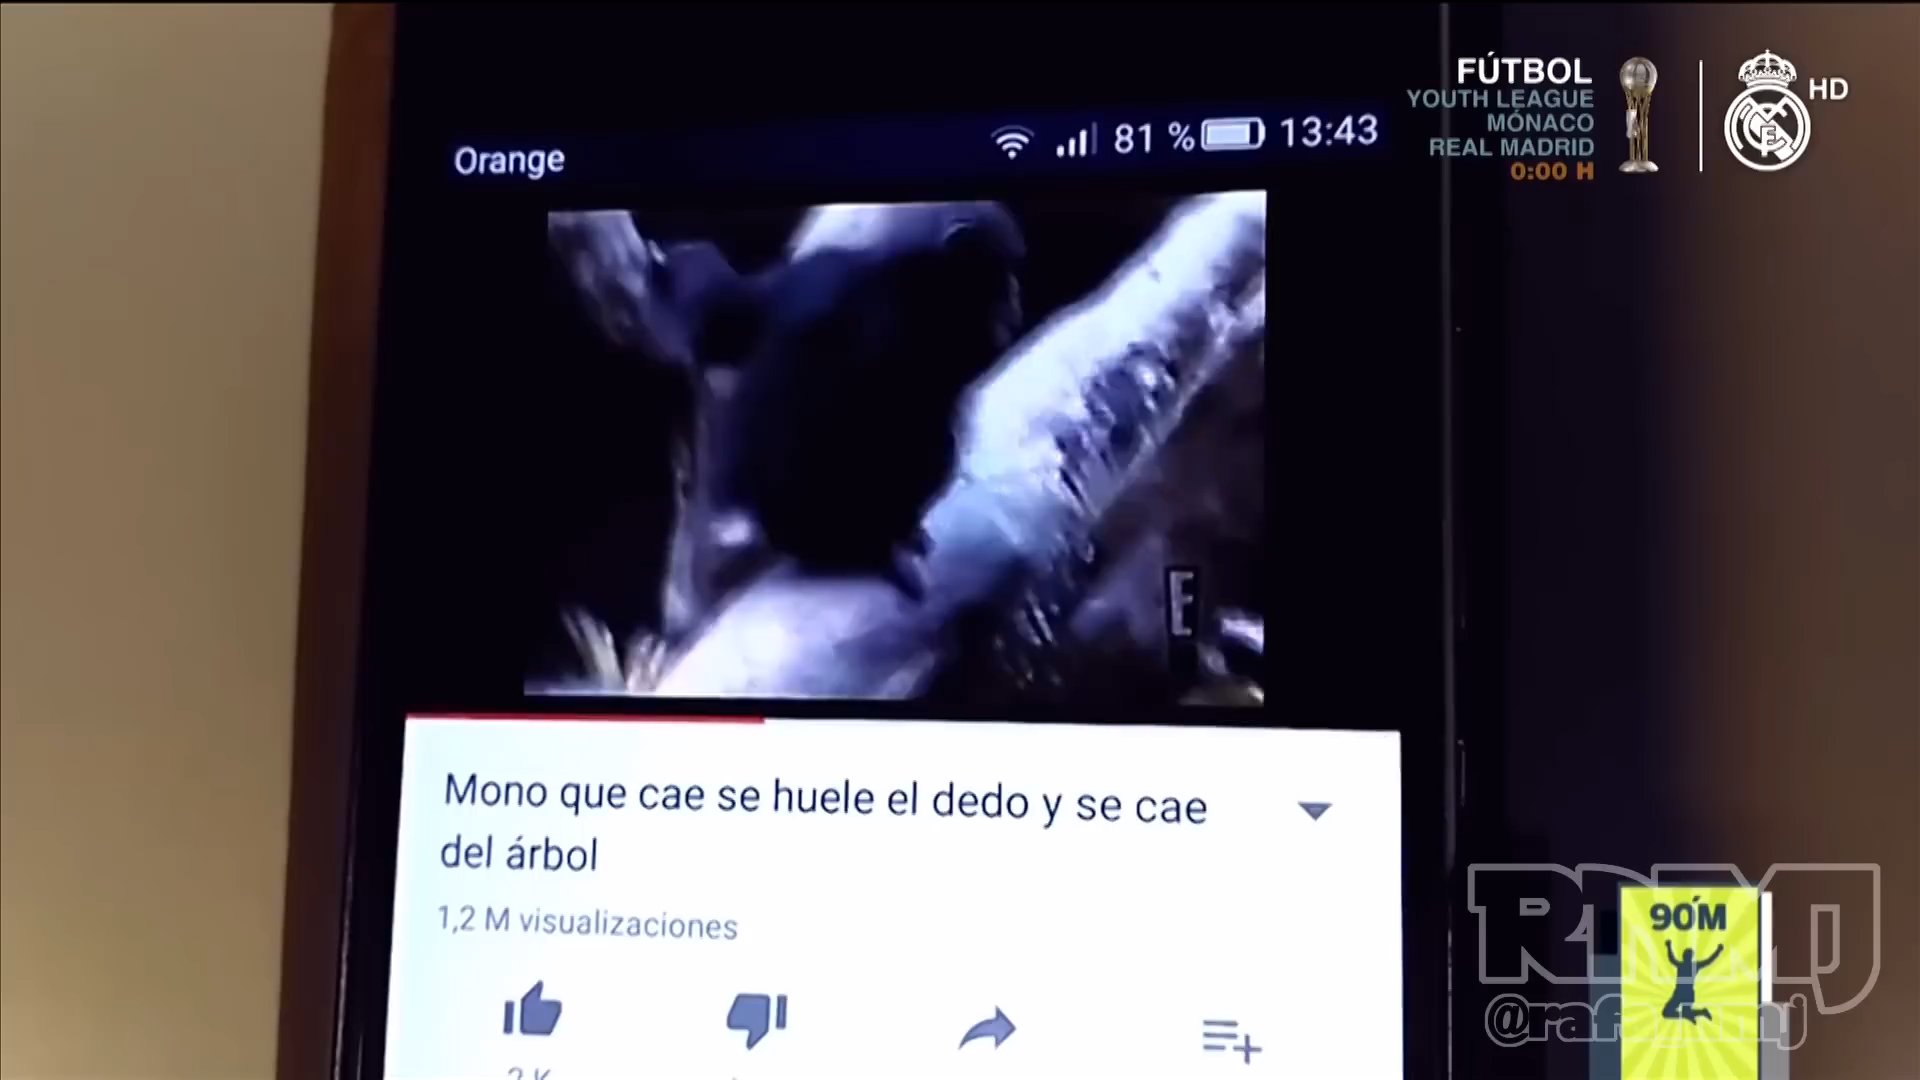 Orange
81 %
13:43
FÚTBOL
YOUTH LEAGUE
MÓNACO
REAL MADRID
0:00 H
HD
E
Mono que cae se huele el dedo y se cae
del árbol
1,2 M visualizaciones
90'M
RDMJ